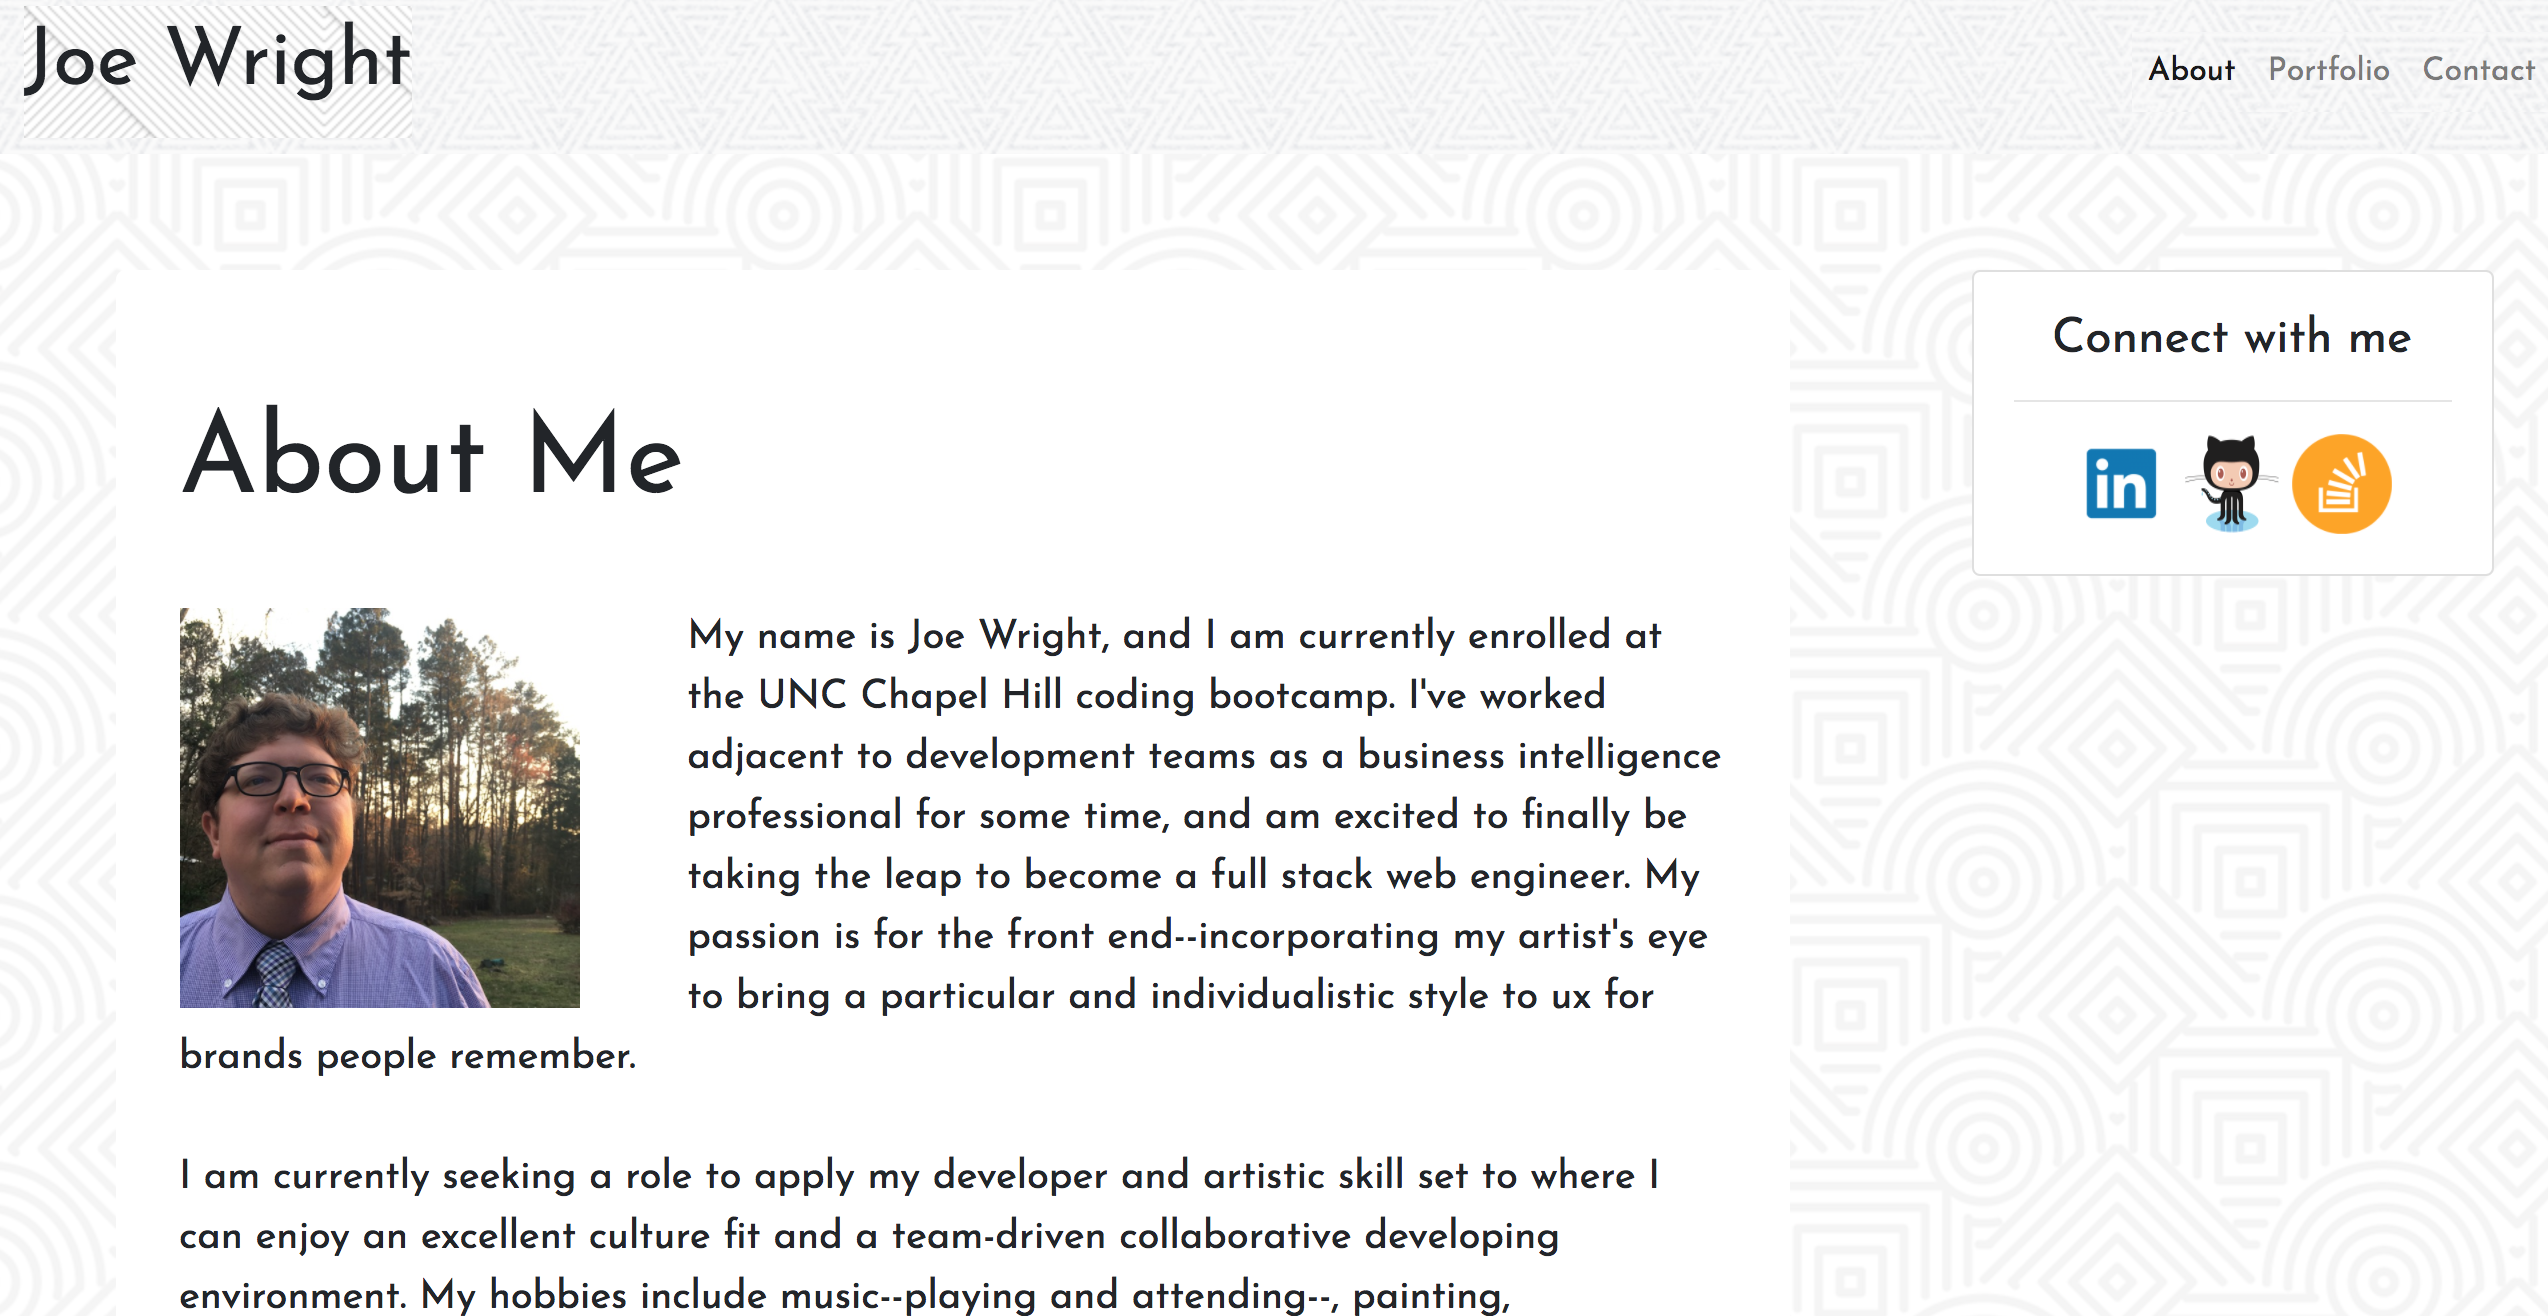 Joe Wright
About Portfolio Contact
About Me
My name is Joe Wright, and I am currently enrolled at
the UNC Chapel Hill coding bootcamp. I've worked
adjacent to development teams as a business intelligence
professional for some time, and am excited to finally be
taking the leap to become a full stack web engineer. My
passion is for the front end--incorporating my artist's eye
to bring a particular and individualistic style to ux for
brands people remember.
I am currently seeking a role to apply my developer and artistic skill set to where I
can enjoy an excellent culture fit and a team-driven collaborative developing
environment. My hobbies include music--playing and attending--, painting,
Connect with me
in